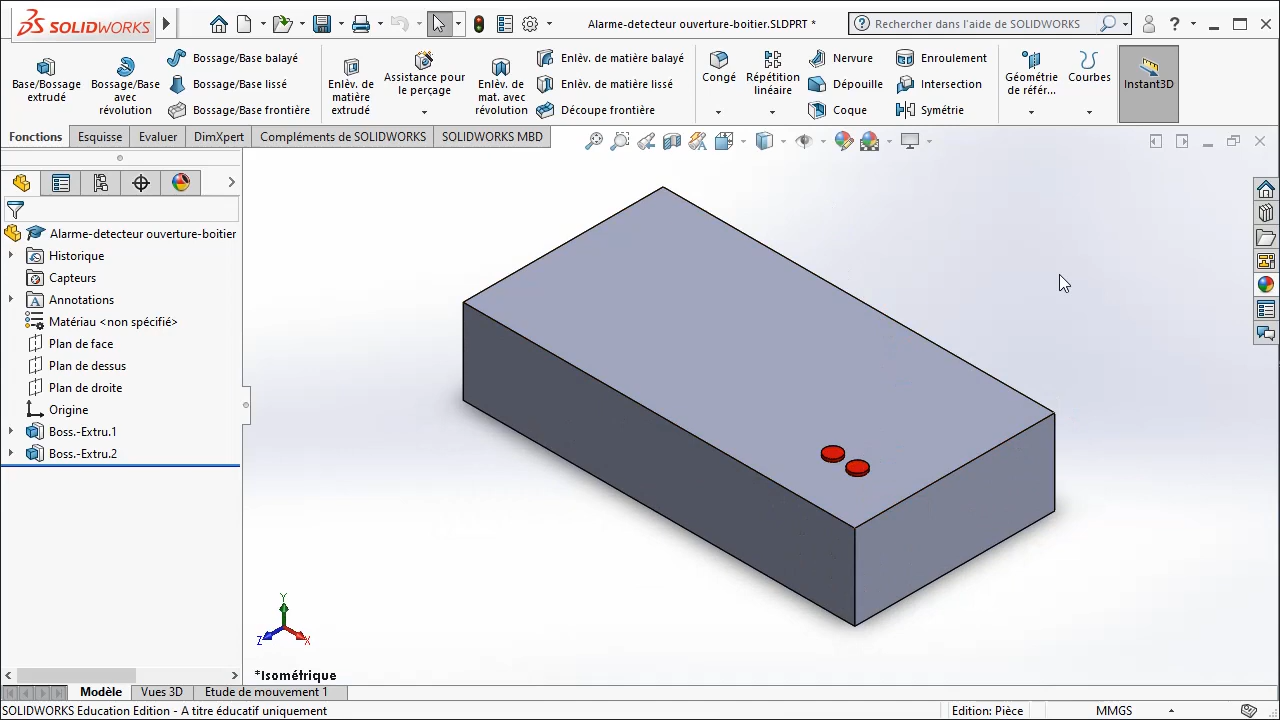 SOLIDWORKS
Alarme-detecteur ouverture-boitier.SLDPRT *
Rechercher dans l'aide de SOLIDWORKS
Base/Bossage extrudé
Bossage/Base avec révolution
Bossage/Base balayé
Bossage/Base lissé
Bossage/Base frontière
Enlèv. de matière extrudé
Assistance pour le perçage
Enlèv. de mat. avec révolution
Enlèv. de matière balayé
Enlèv. de matière lissé
Découpe frontière
Congé
Répétition linéaire
Nervure
Dépouille
Coque
Enroulement
Intersection
Symétrie
Géométrie de référ...
Courbes
Instant3D
Fonctions
Esquisse
Evaluer
DimXpert
Compléments de SOLIDWORKS
SOLIDWORKS MBD
Alarme-detecteur ouverture-boitier
Historique
Capteurs
Annotations
Matériau <non spécifié>
Plan de face
Plan de dessus
Plan de droite
Origine
Boss.-Extru.1
Boss.-Extru.2
Y
Z
X
*Isométrique
Modèle
Vues 3D
Etude de mouvement 1
SOLIDWORKS Education Edition - A titre éducatif uniquement
Edition: Pièce
MMGS